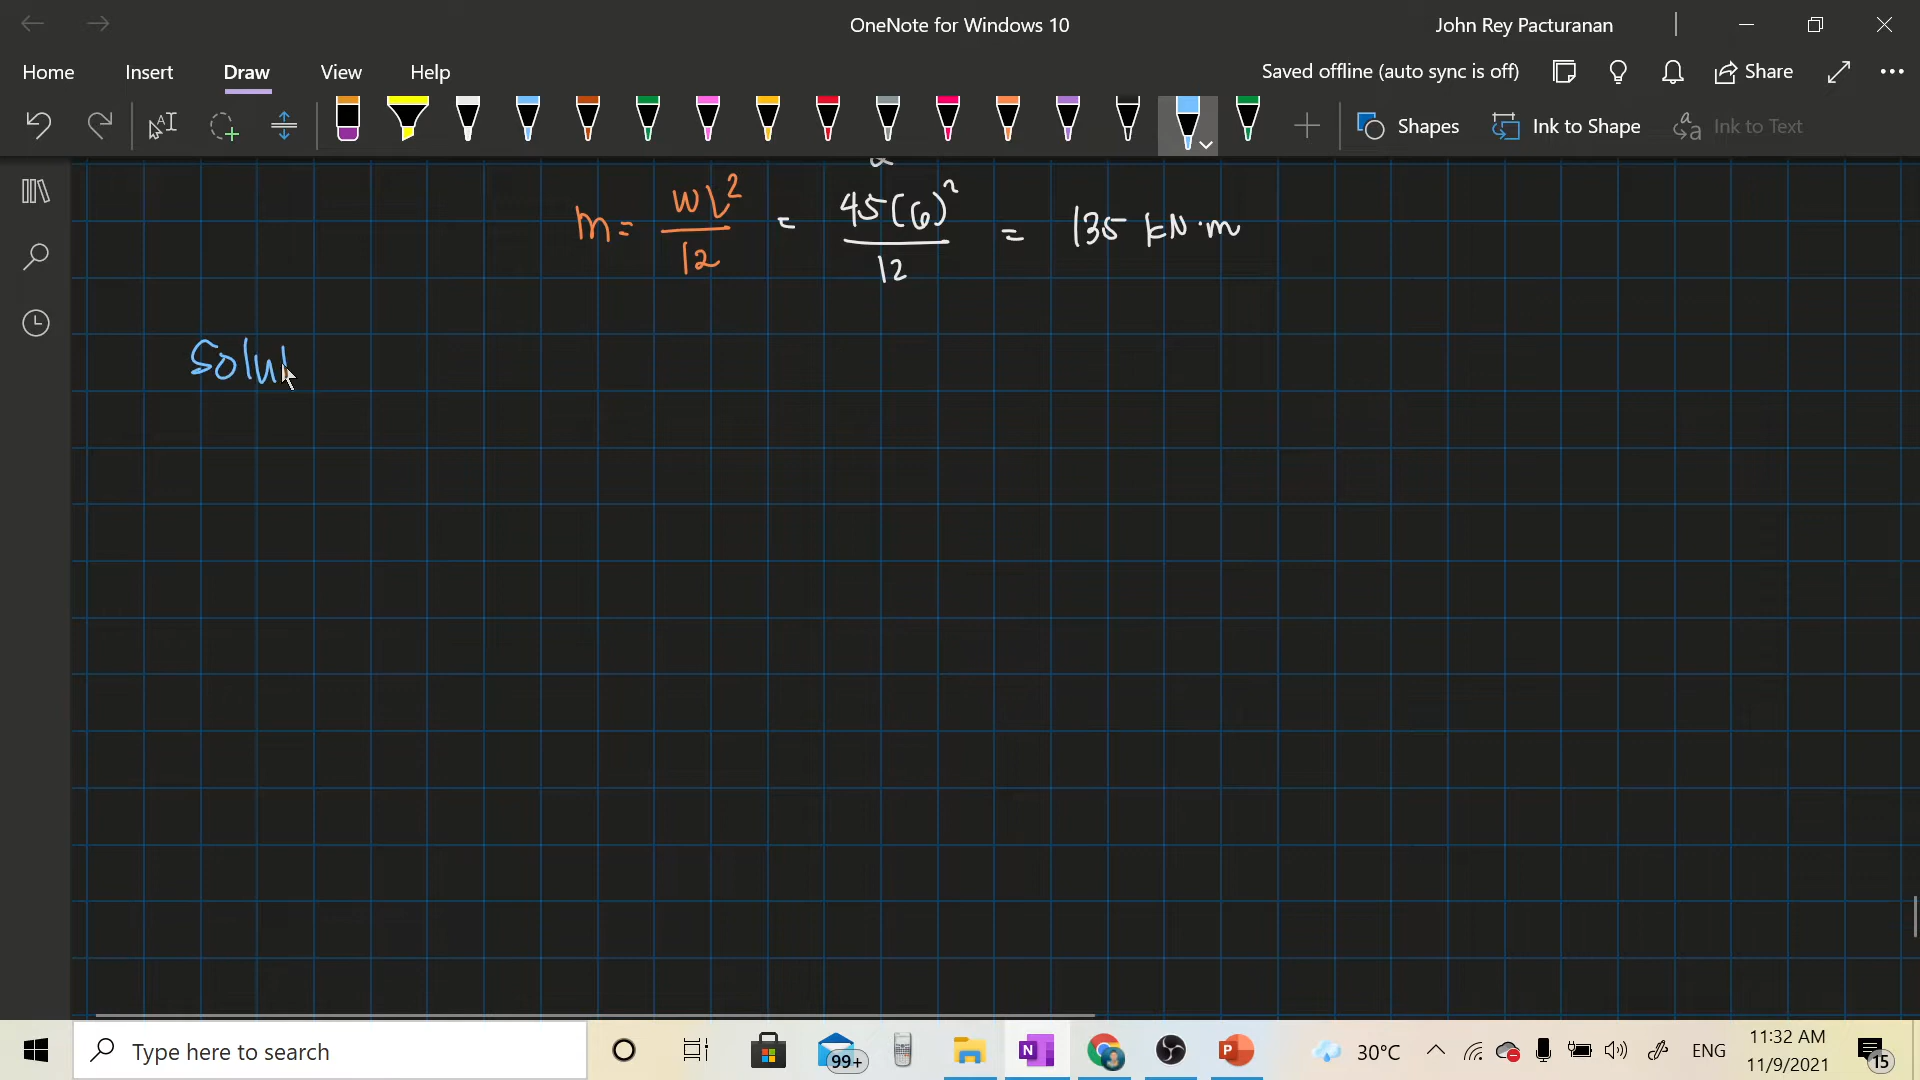 OneNote for Windows 10
John Rey Pacturanan
Home Insert Draw View Help
Saved offline (auto sync is off)
Share
Shapes
Ink to Shape
Ink to Text
m = wL²/12 = 45(6)²/12 = 135 kN·m
Solut
Type here to search
99+
30°C
ENG
11:32 AM
11/9/2021
15